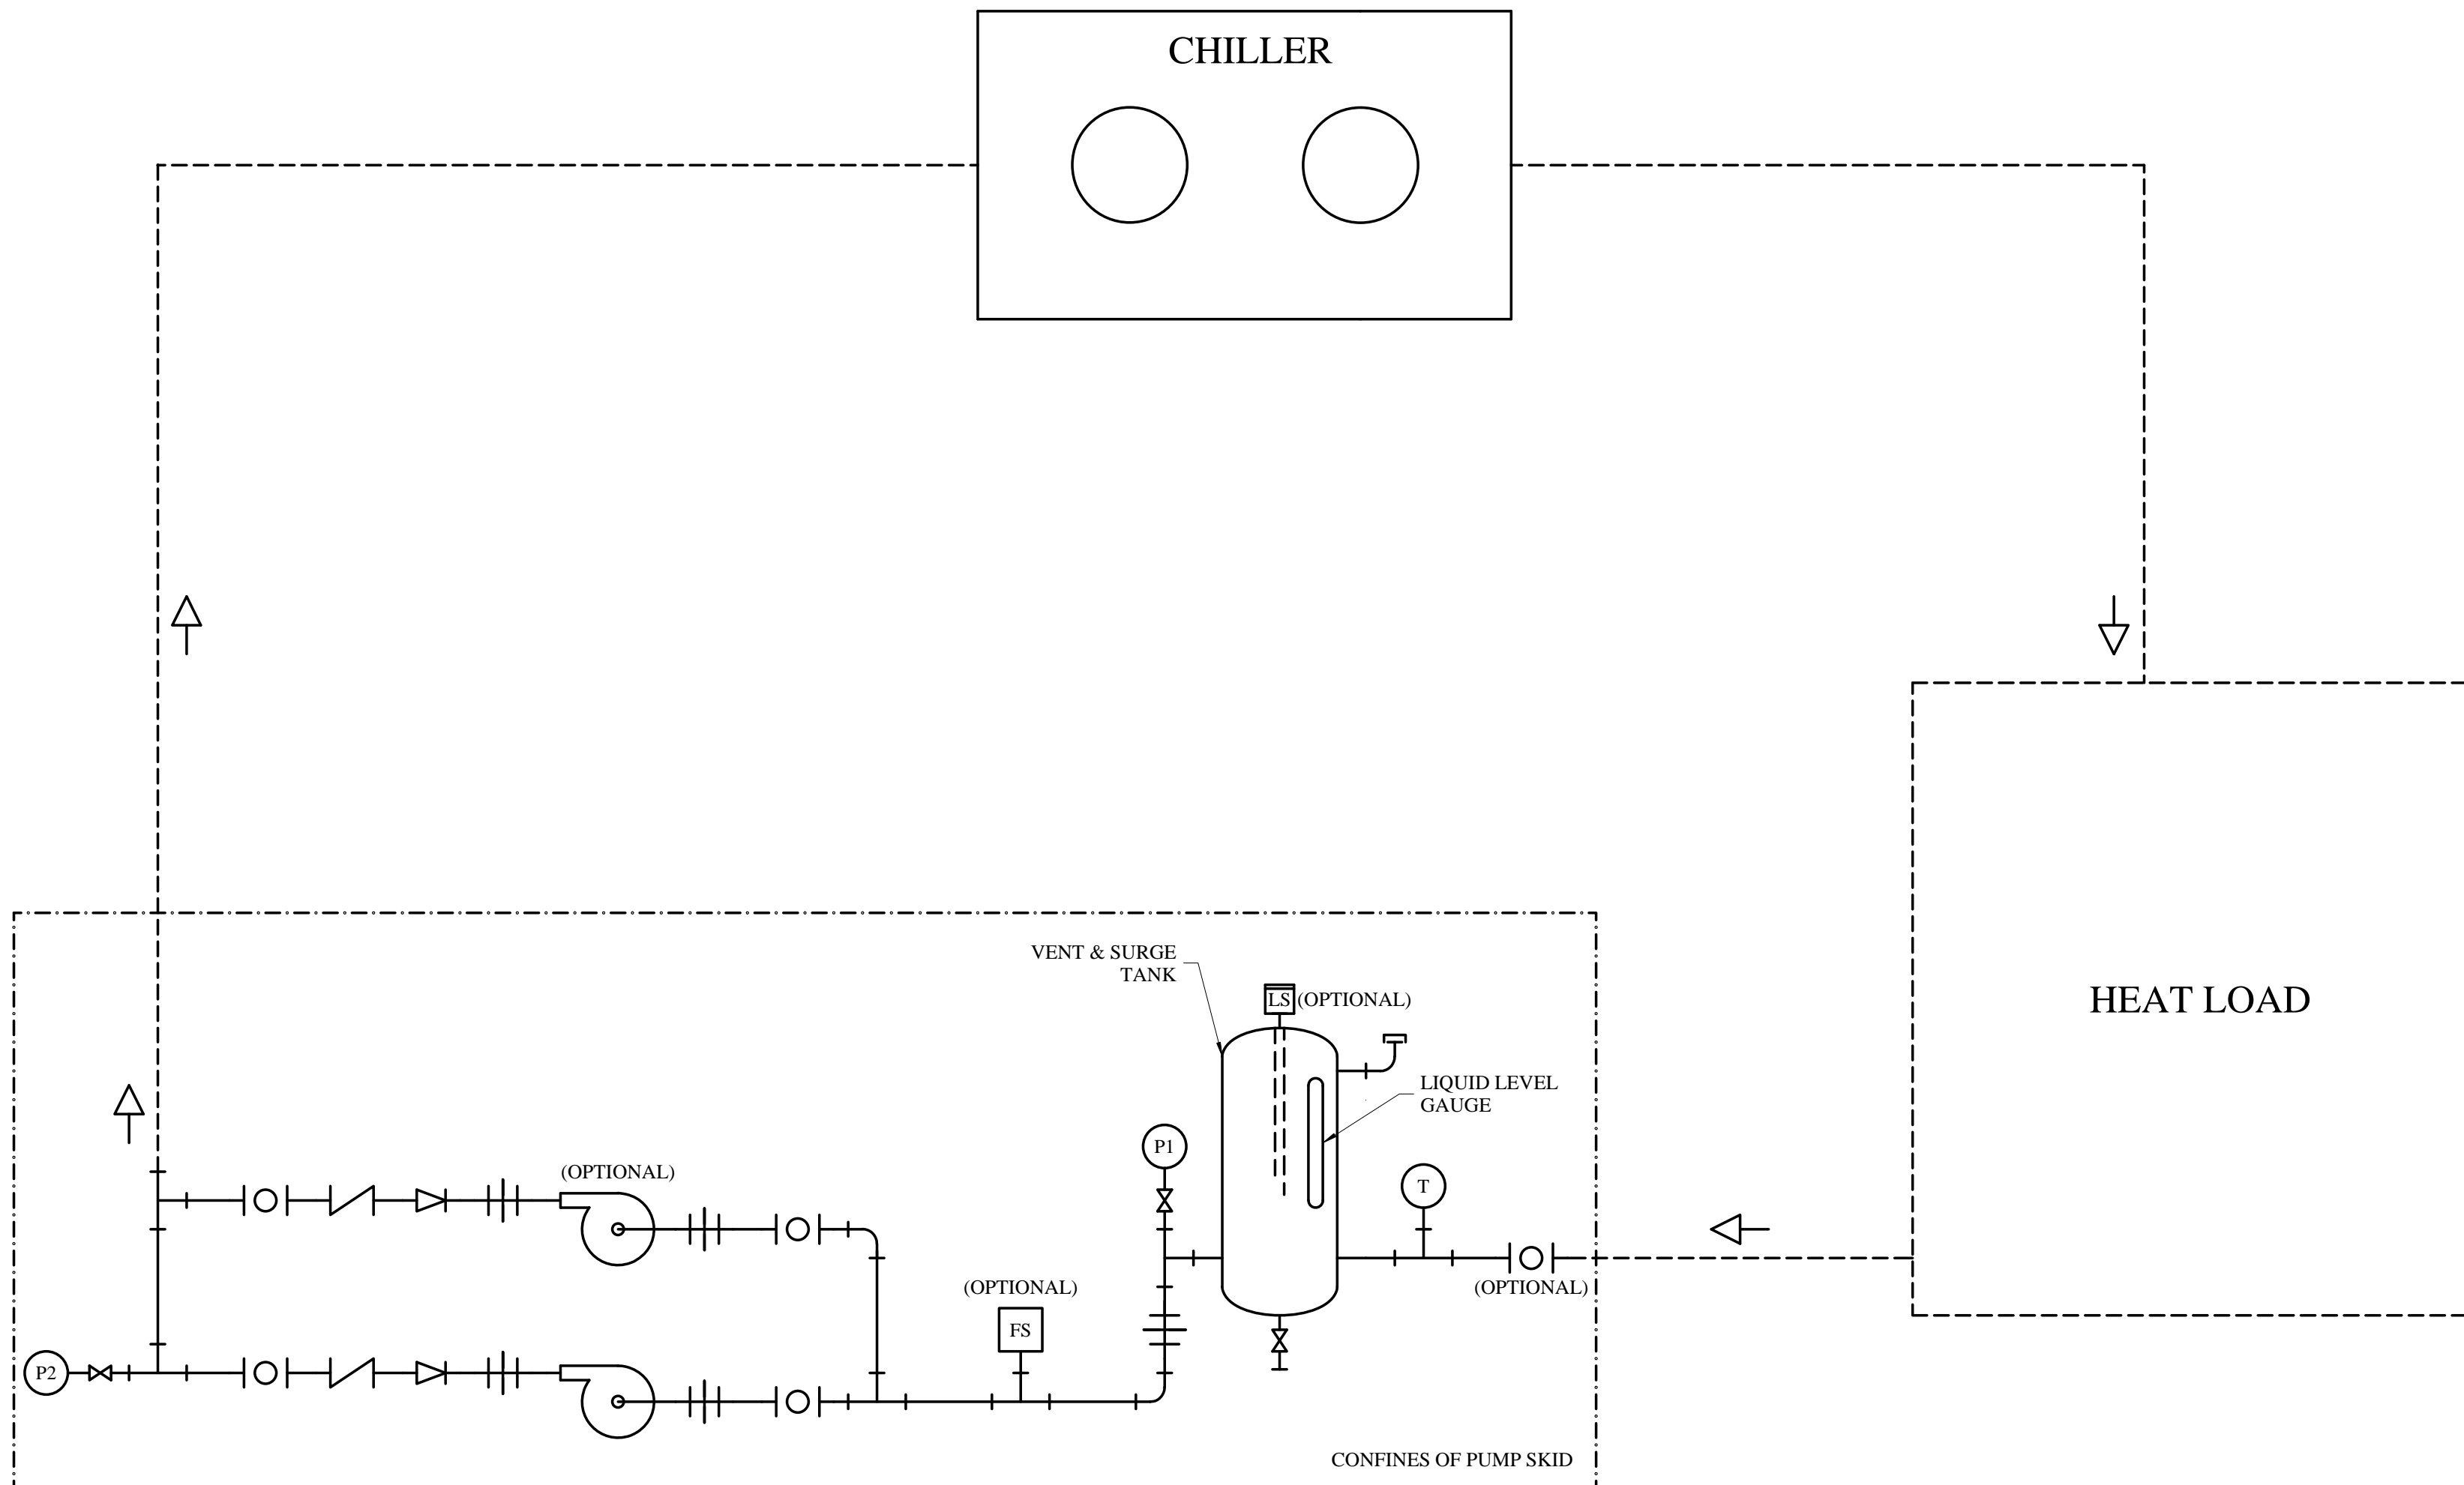 CHILLER
HEAT LOAD
VENT & SURGE
TANK
LS (OPTIONAL)
LIQUID LEVEL
GAUGE
P1
T
(OPTIONAL)
(OPTIONAL)
(OPTIONAL)
FS
P2
CONFINES OF PUMP SKID